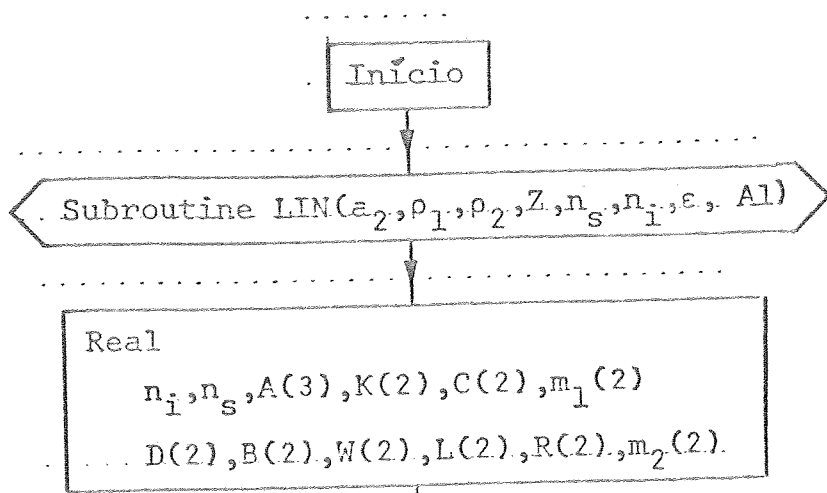 Início
Subroutine LIN(a₂,ρ₁,ρ₂,Z,nₛ,nᵢ,ε, Al)
Real
nᵢ,nₛ,A(3),K(2),C(2),m₁(2)
D(2),B(2),W(2),L(2),R(2),m₂(2)